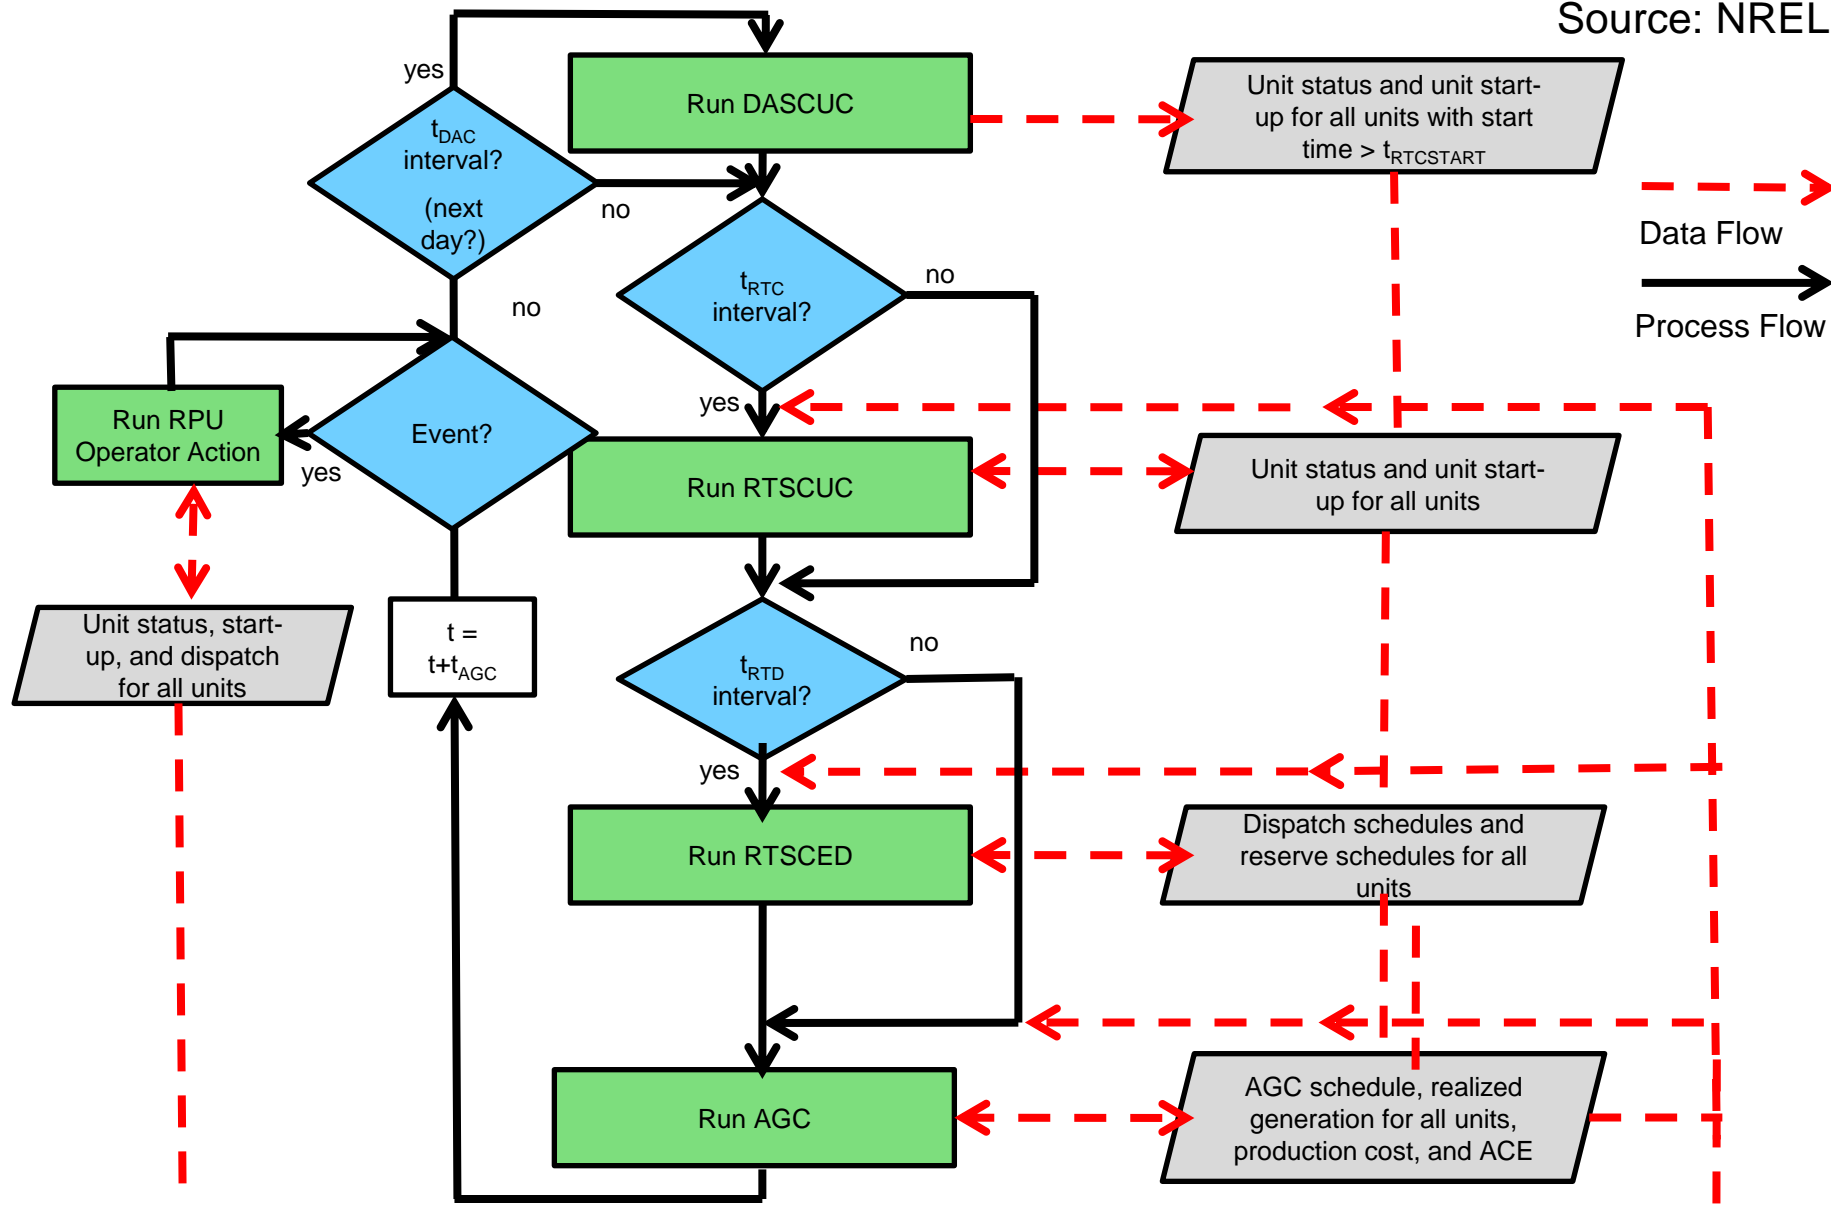 Source: NREL
yes
Run DASCUC
Unit status and unit start-
up for all units with start
time > tRTCSTART
tDAC
interval?
(next
day?)
no
Data Flow
Process Flow
tRTC
interval?
no
no
yes
Run RPU
Operator Action
Event?
yes
Run RTSCUC
Unit status and unit start-
up for all units
Unit status, start-
up, and dispatch
for all units
t =
t+tAGC
tRTD
interval?
no
yes
Run RTSCED
Dispatch schedules and
reserve schedules for all
units
Run AGC
AGC schedule, realized
generation for all units,
production cost, and ACE